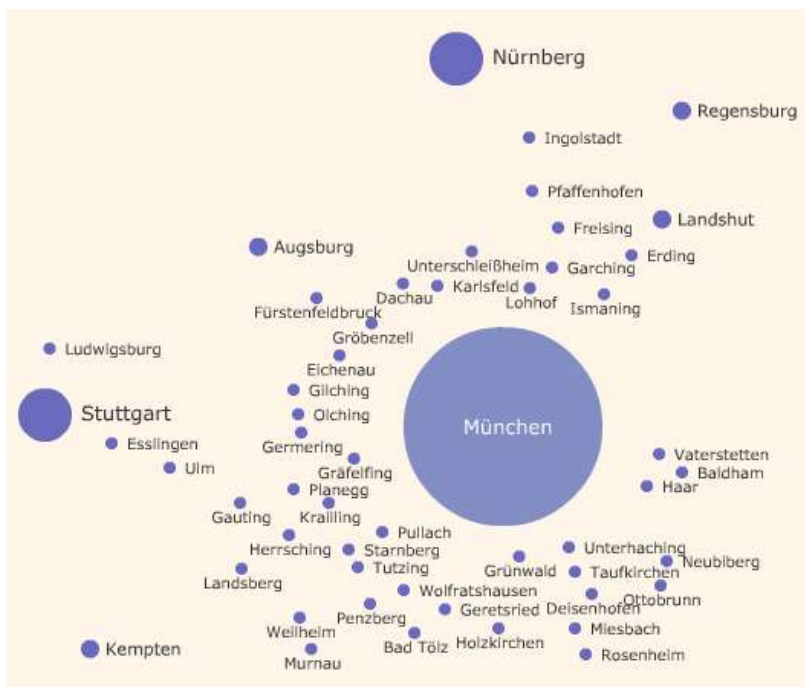 Nürnberg
Regensburg
Ingolstadt
Pfaffenhofen
Landshut
Freising
Augsburg
Erding
Unterschleißheim
Garching
Karlsfeld
Dachau
Lohhof
Ismaning
Fürstenfeldbruck
Gröbenzell
Ludwigsburg
Eichenau
Gilching
Stuttgart
Olching
München
Esslingen
Germering
Vaterstetten
Ulm
Gräfelfing
Baldham
Planegg
Haar
Gauting
Krailling
Pullach
Herrsching
Starnberg
Unterhaching
Neubiberg
Tutzing
Grünwald
Taufkirchen
Landsberg
Wolfratshausen
Ottobrunn
Penzberg
Geretsried
Deisenhofen
Weilheim
Miesbach
Bad Tölz
Holzkirchen
Kempten
Murnau
Rosenheim